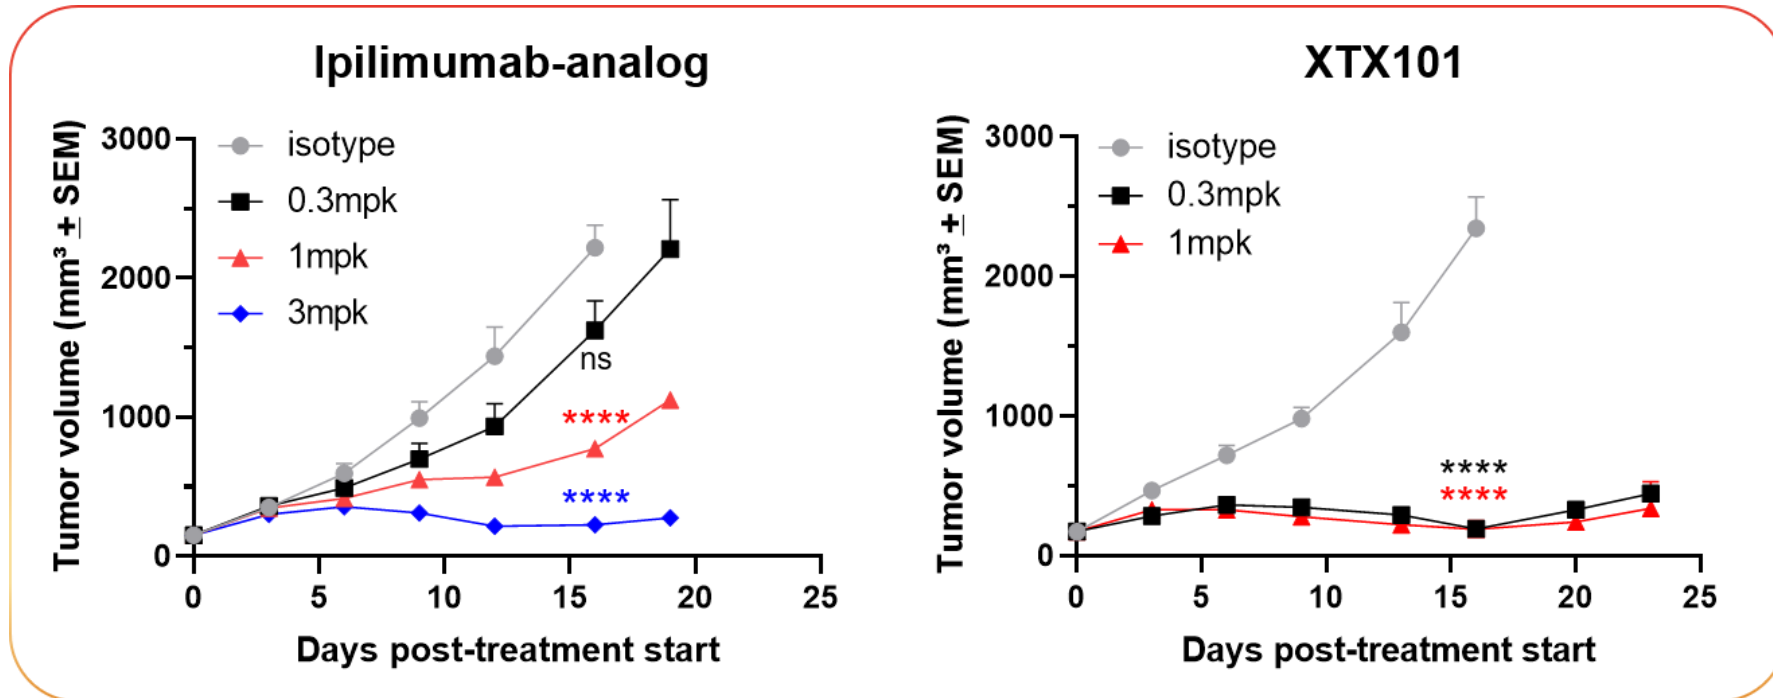 Ipilimumab-analog
Tumor volume (mm³ ± SEM)
3000
2000
1000
0
isotype
0.3mpk
1mpk
3mpk
ns
****
****
0 5 10 15 20 25
Days post-treatment start
XTX101
Tumor volume (mm³ ± SEM)
3000
2000
1000
0
isotype
0.3mpk
1mpk
****
****
0 5 10 15 20 25
Days post-treatment start